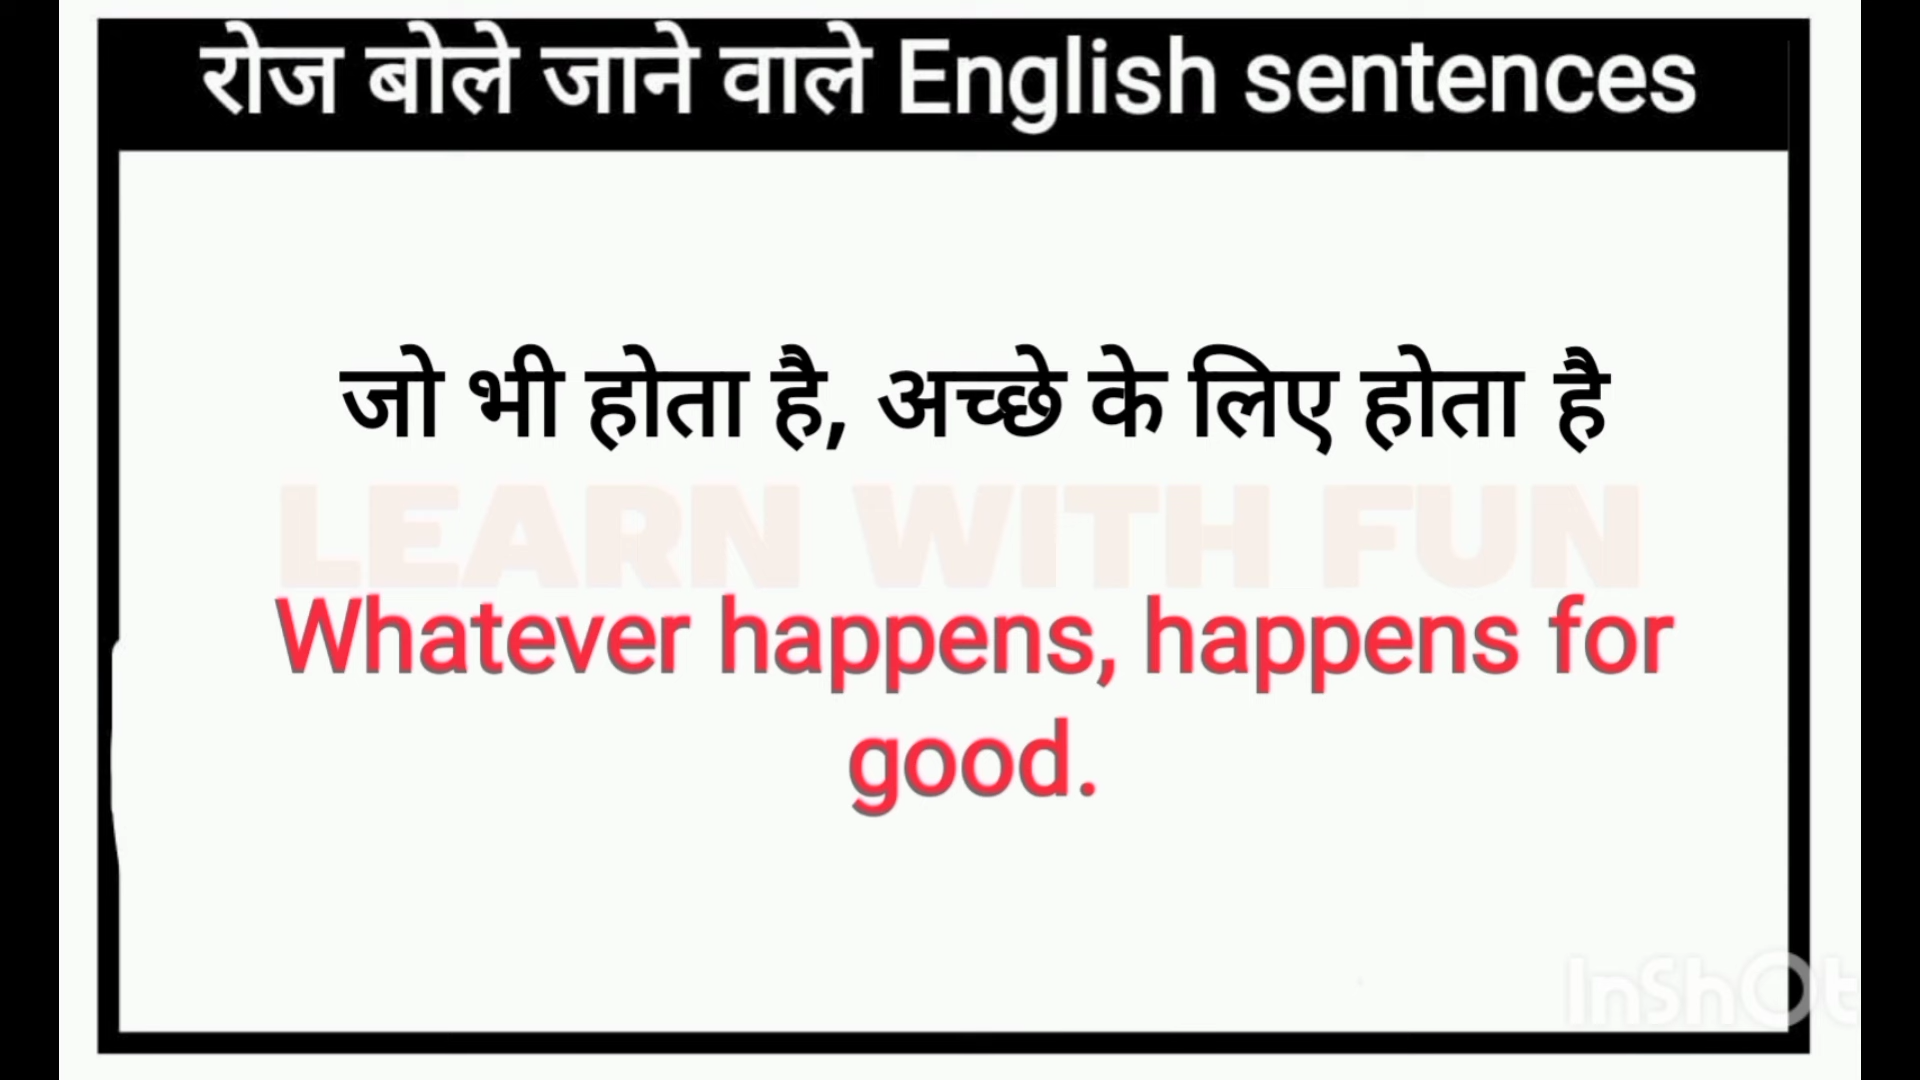 रोज बोले जाने वाले English sentences
जो भी होता है, अच्छे के लिए होता है
LEARN WITH FUN
Whatever happens, happens for
good.
InShOt